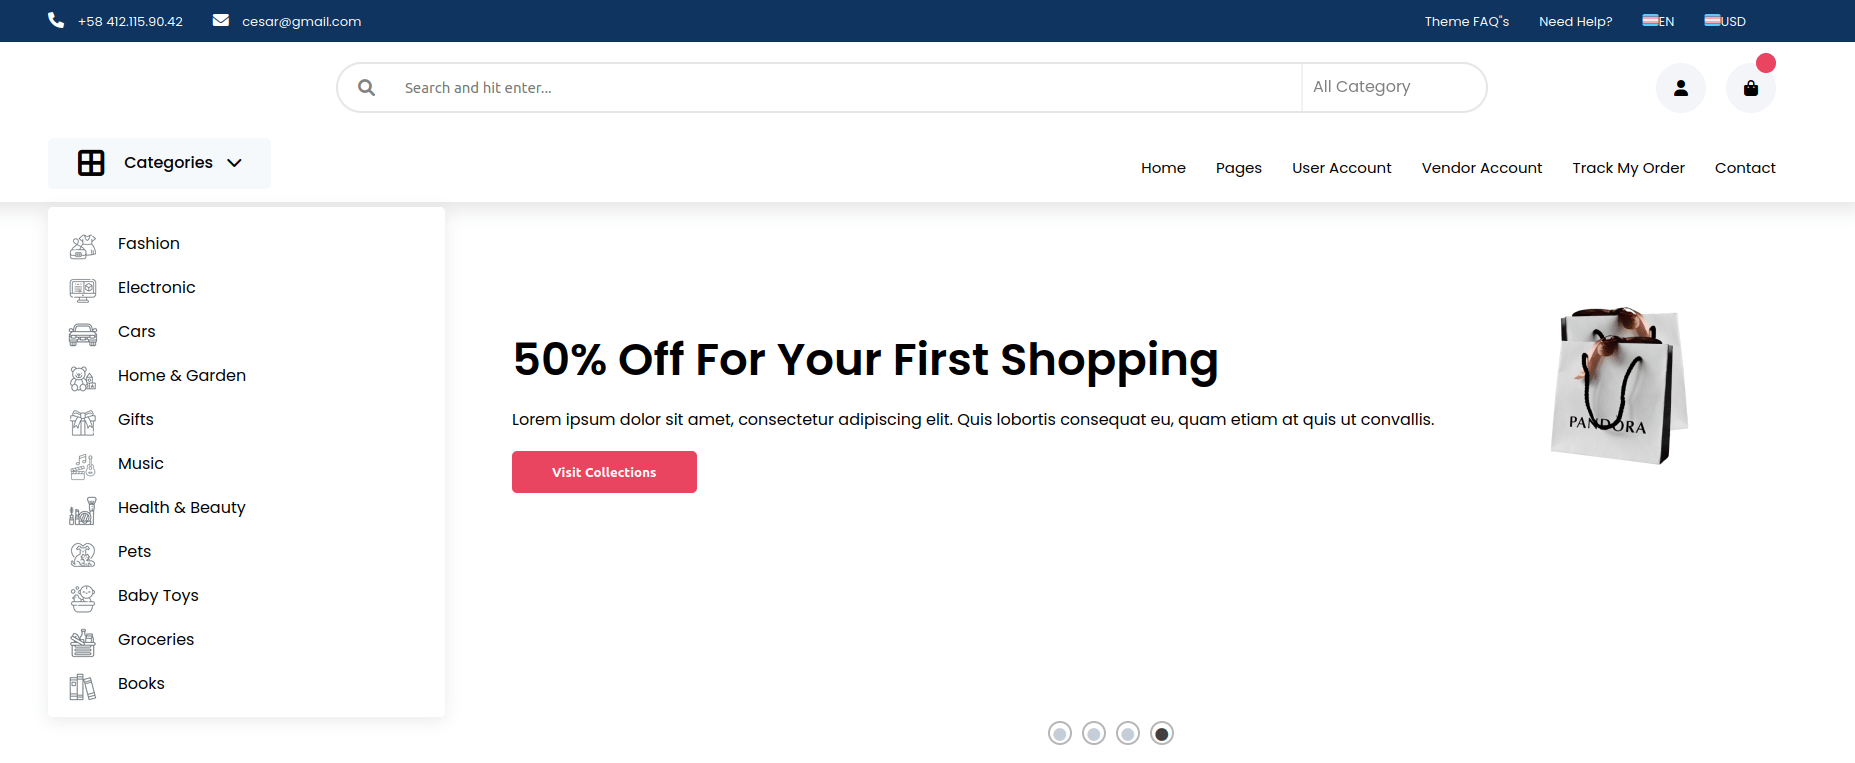 +58 412.115.90.42 cesar@gmail.com Theme FAQ"s Need Help? EN USD
Search and hit enter... All Category
Categories Home Pages User Account Vendor Account Track My Order Contact
Fashion
Electronic
Cars
Home & Garden
Gifts
Music
Health & Beauty
Pets
Baby Toys
Groceries
Books
50% Off For Your First Shopping
Lorem ipsum dolor sit amet, consectetur adipiscing elit. Quis lobortis consequat eu, quam etiam at quis ut convallis.
Visit Collections
PANDORA